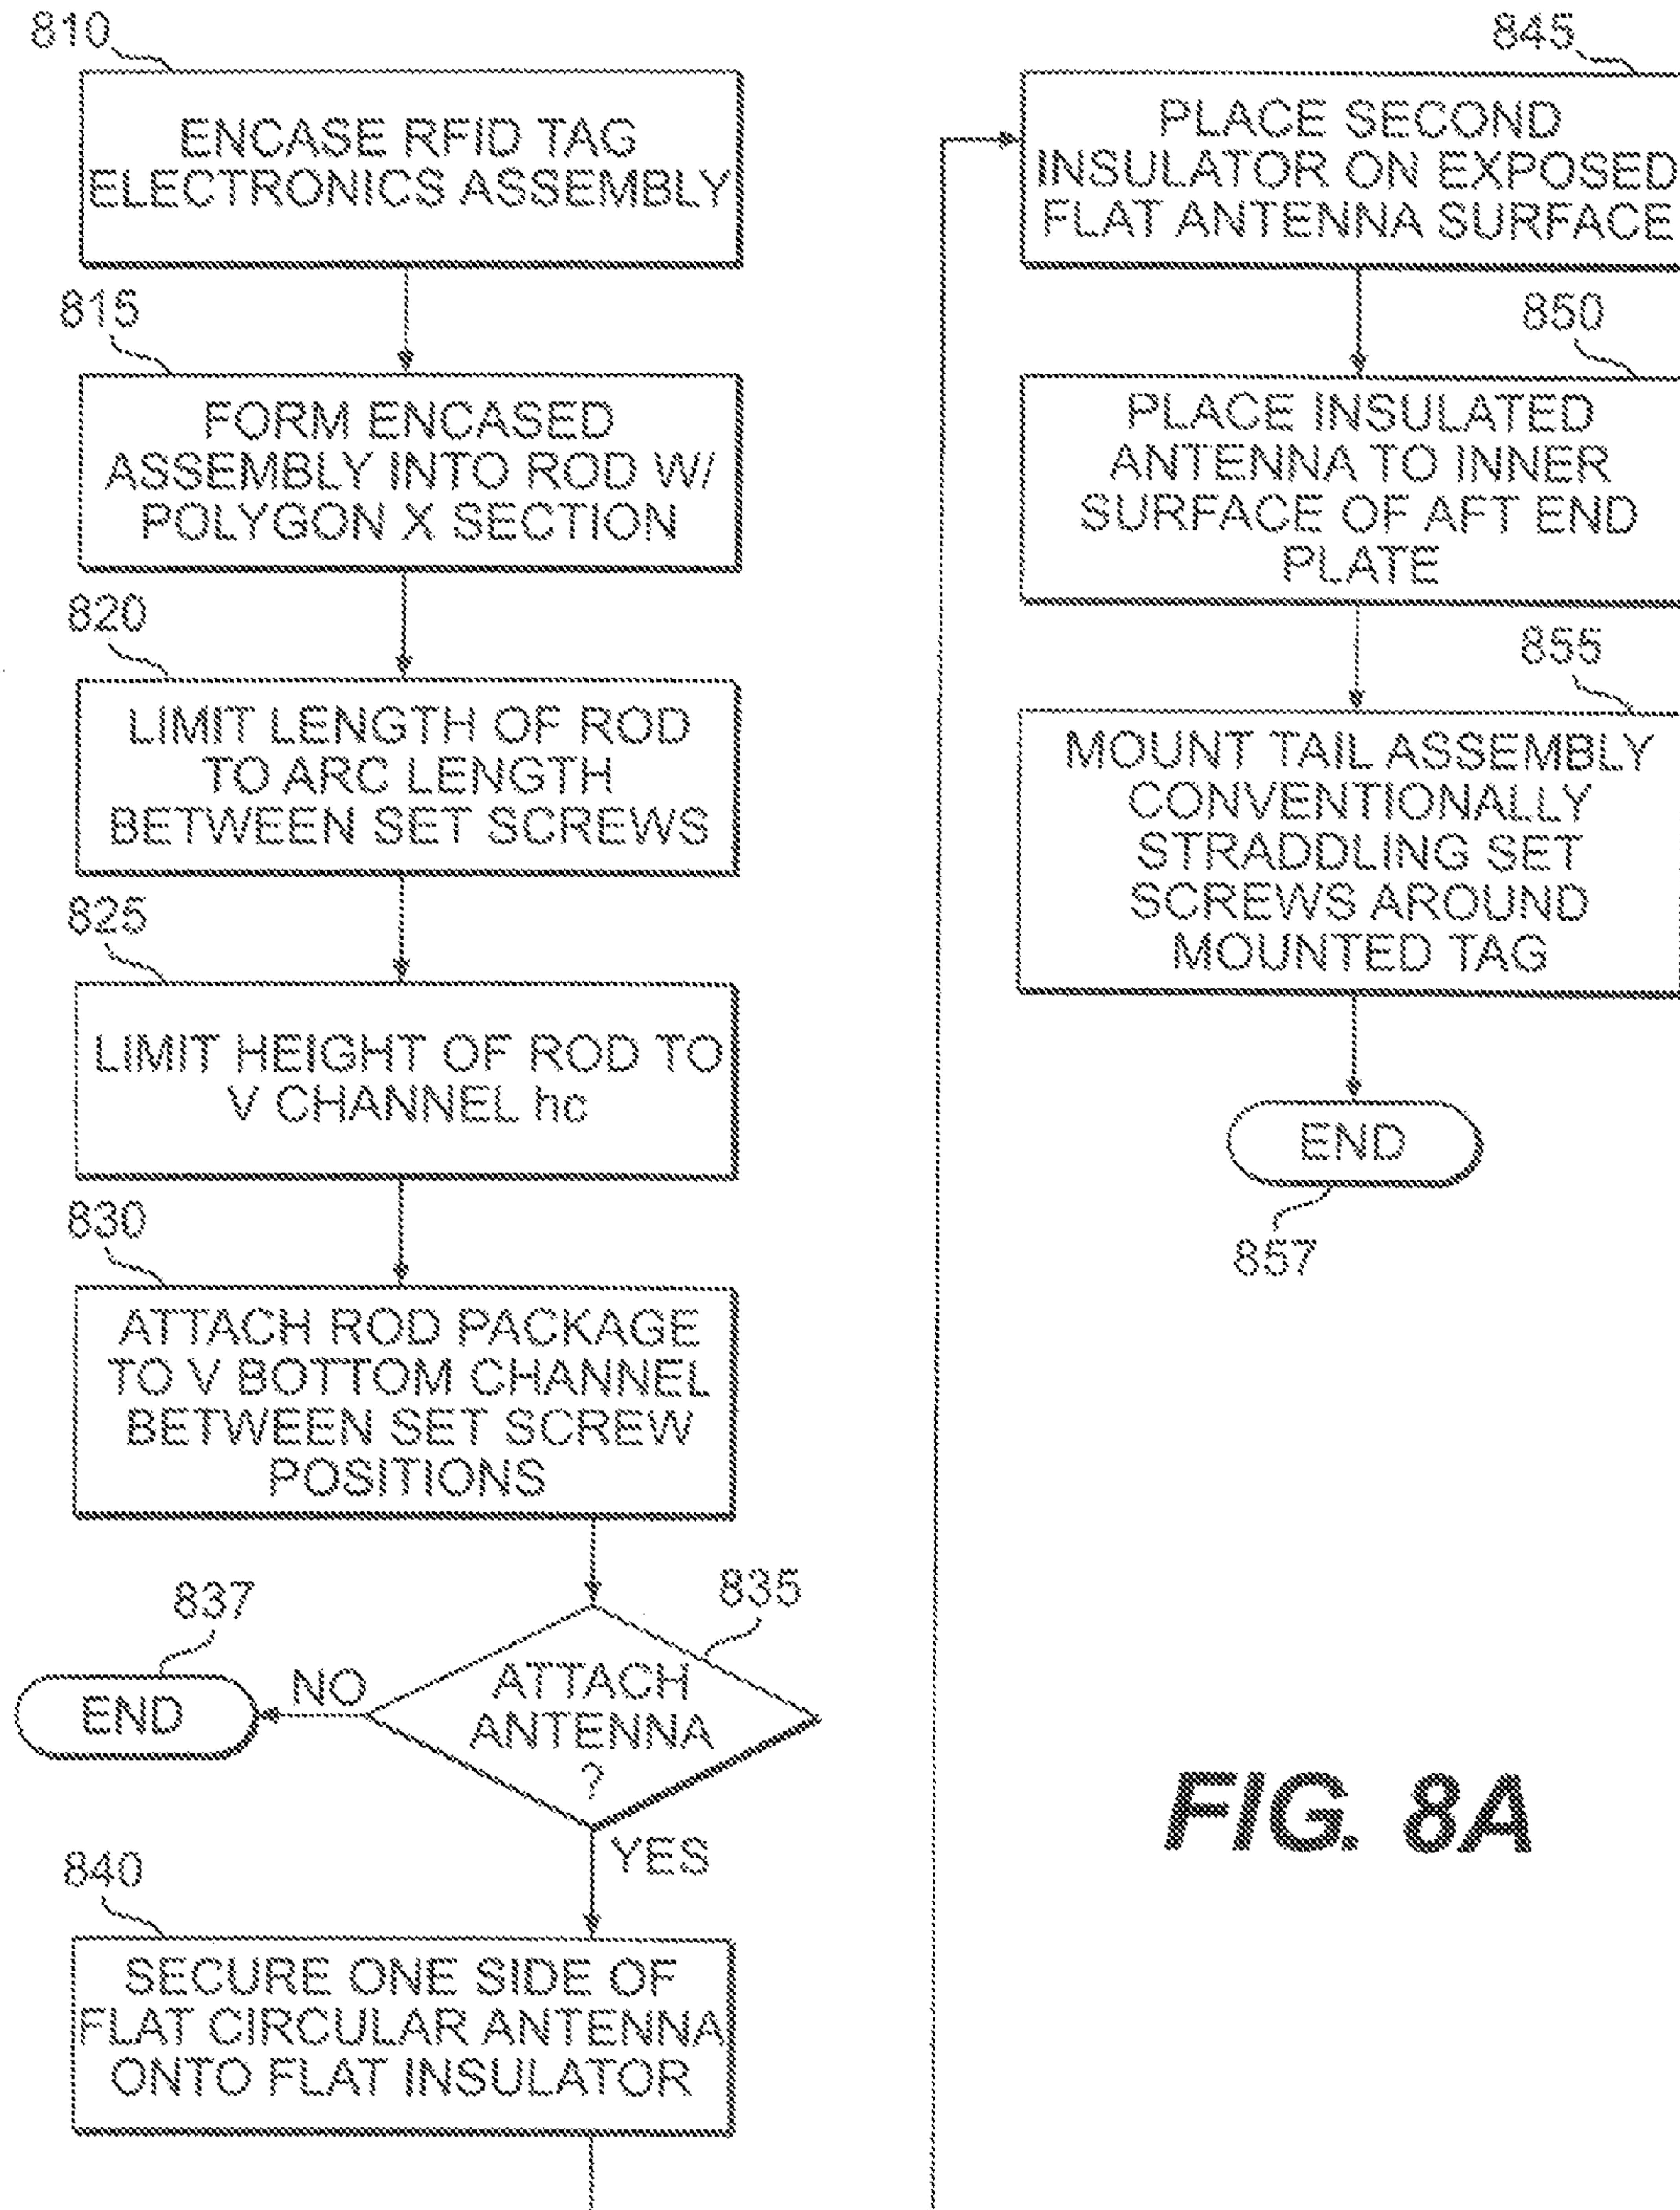 810
ENCASE RFID TAG
ELECTRONICS ASSEMBLY
815
FORM ENCASED
ASSEMBLY INTO ROD W/
POLYGON X SECTION
820
LIMIT LENGTH OF ROD
TO ARC LENGTH
BETWEEN SET SCREWS
825
LIMIT HEIGHT OF ROD TO
V CHANNEL hc
830
ATTACH ROD PACKAGE
TO V BOTTOM CHANNEL
BETWEEN SET SCREW
POSITIONS
835
ATTACH
ANTENNA
?
NO
837
END
YES
840
SECURE ONE SIDE OF
FLAT CIRCULAR ANTENNA
ONTO FLAT INSULATOR
845
PLACE SECOND
INSULATOR ON EXPOSED
FLAT ANTENNA SURFACE
850
PLACE INSULATED
ANTENNA TO INNER
SURFACE OF AFT END
PLATE
855
MOUNT TAIL ASSEMBLY
CONVENTIONALLY
STRADDLING SET
SCREWS AROUND
MOUNTED TAG
END
857
FIG. 8A